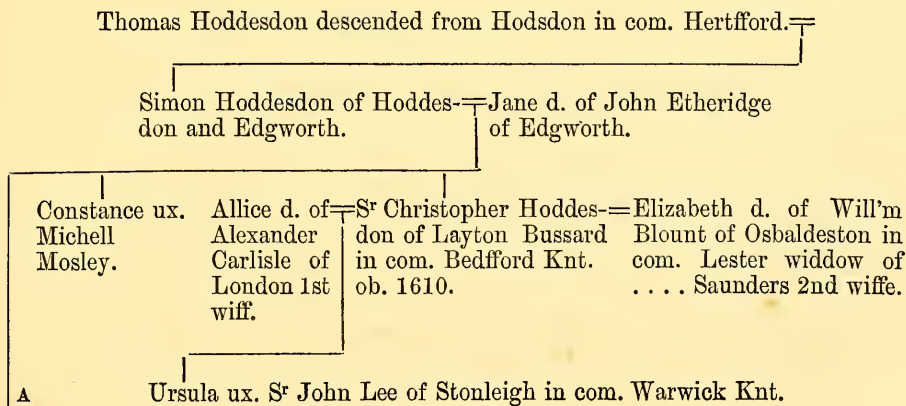 Thomas Hoddesdon descended from Hodsdon in com. Hertfford.
Simon Hoddesdon of Hoddes-
don and Edgworth.
Jane d. of John Etheridge
of Edgworth.
Constance ux.
Michell
Mosley.
Allice d. of
Alexander
Carlisle of
London 1st
wiff.
Sr Christopher Hoddes-
don of Layton Bussard
in com. Bedfford Knt.
ob. 1610.
Elizabeth d. of Will'm
Blount of Osbaldeston in
com. Lester widdow of
. . . . Saunders 2nd wiffe.
A
Ursula ux. Sr John Lee of Stonleigh in com. Warwick Knt.